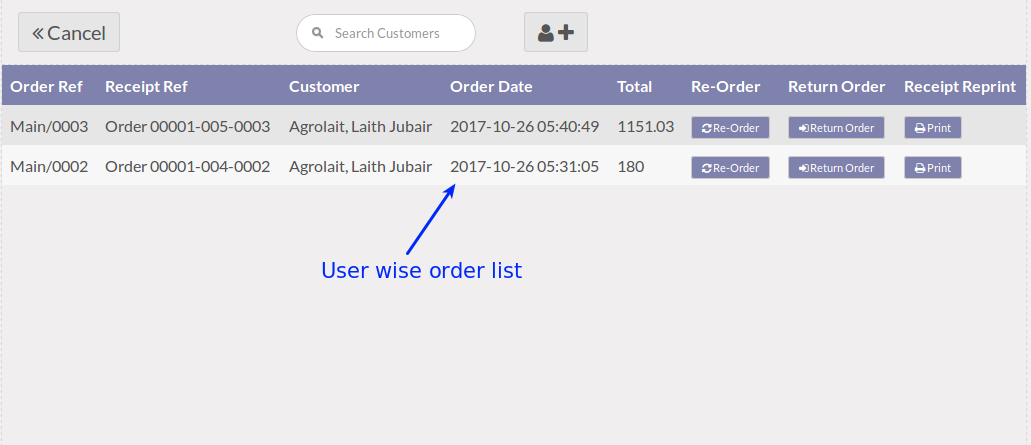 Cancel
Search Customers
Order Ref Receipt Ref Customer Order Date Total Re-Order Return Order Receipt Reprint
Main/0003 Order 00001-005-0003 Agrolait, Laith Jubair 2017-10-26 05:40:49 1151.03 Re-Order Return Order Print
Main/0002 Order 00001-004-0002 Agrolait, Laith Jubair 2017-10-26 05:31:05 180 Re-Order Return Order Print
User wise order list